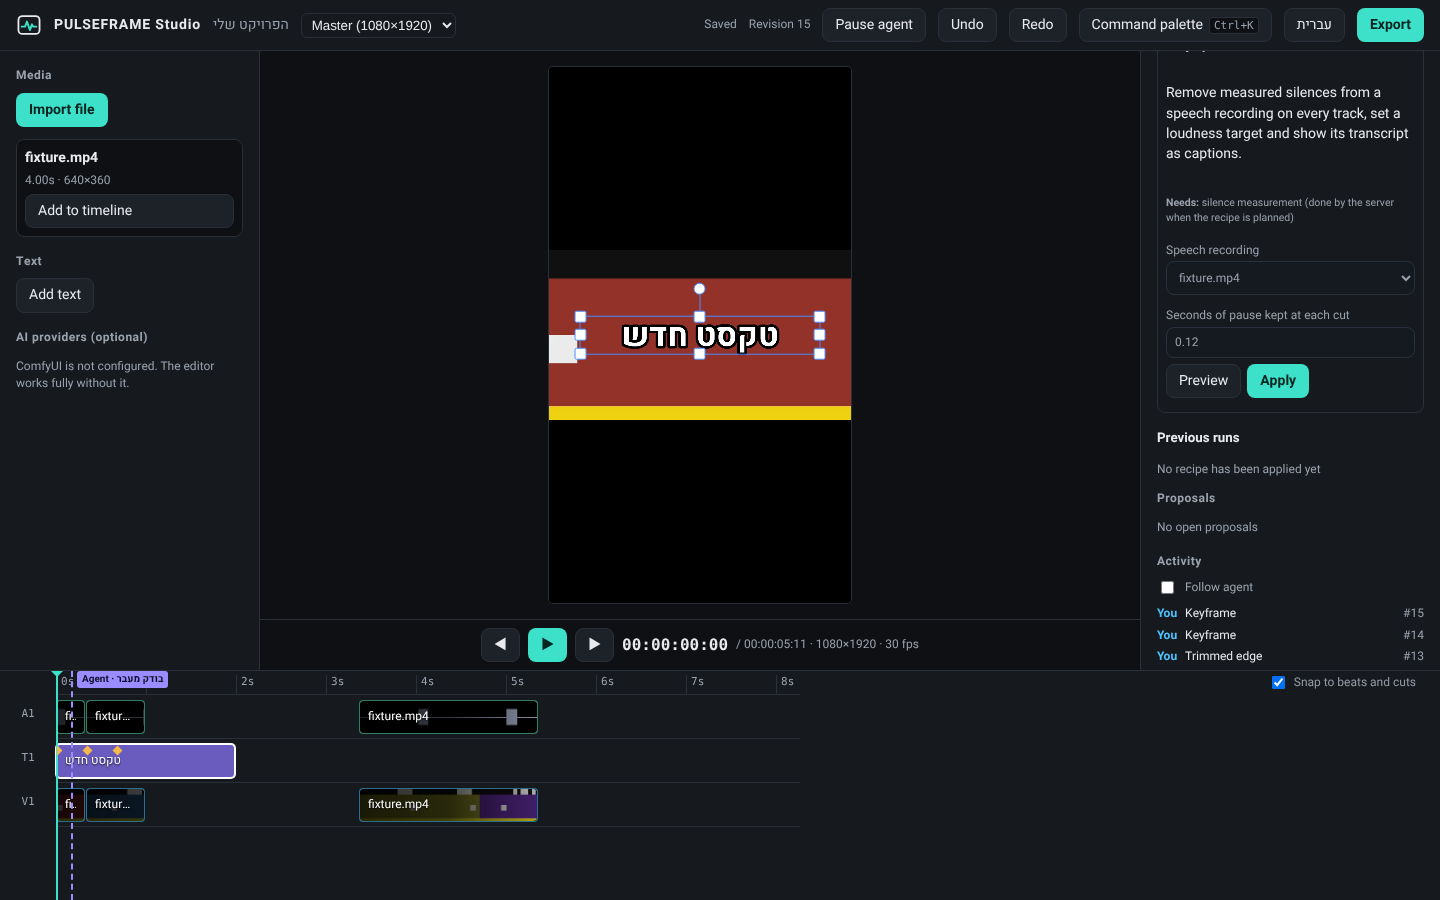 PULSEFRAME Studio
הפרויקט שלי
Master (1080×1920)
Saved
Revision 15
Pause agent
Undo
Redo
Command palette Ctrl+K
עברית
Export
Media
Import file
fixture.mp4
4.00s · 640×360
Add to timeline
Text
Add text
AI providers (optional)
ComfyUI is not configured. The editor
works fully without it.
טקסט חדש
00:00:00:00 / 00:00:05:11 · 1080×1920 · 30 fps
Remove measured silences from a
speech recording on every track, set a
loudness target and show its transcript
as captions.
Needs: silence measurement (done by the server
when the recipe is planned)
Speech recording
fixture.mp4
Seconds of pause kept at each cut
0.12
Preview
Apply
Previous runs
No recipe has been applied yet
Proposals
No open proposals
Activity
Follow agent
You Keyframe #15
You Keyframe #14
You Trimmed edge #13
Snap to beats and cuts
0s
Agent · בודק מעבר
2s
3s
4s
5s
6s
7s
8s
A1
fi…
fixtur…
fixture.mp4
T1
טקסט חדש
V1
fi…
fixtur…
fixture.mp4